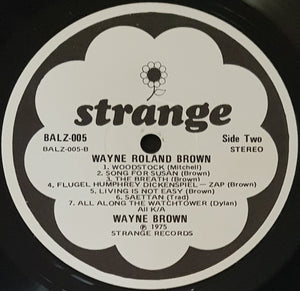 strange
BALZ-005
BALZ-005-B
Side Two
STEREO
WAYNE ROLAND BROWN
1. WOODSTOCK (Mitchell)
2. SONG FOR SUSAN (Brown)
3. THE BREATH (Brown)
4. FLUGEL HUMPHREY DICKENSPIEL — ZAP (Brown)
5. LIVING IS NOT EASY (Brown)
6. SAETTAN (Trad)
7. ALL ALONG THE WATCHTOWER (Dylan)
All K/A
WAYNE BROWN
℗ 1975
STRANGE RECORDS